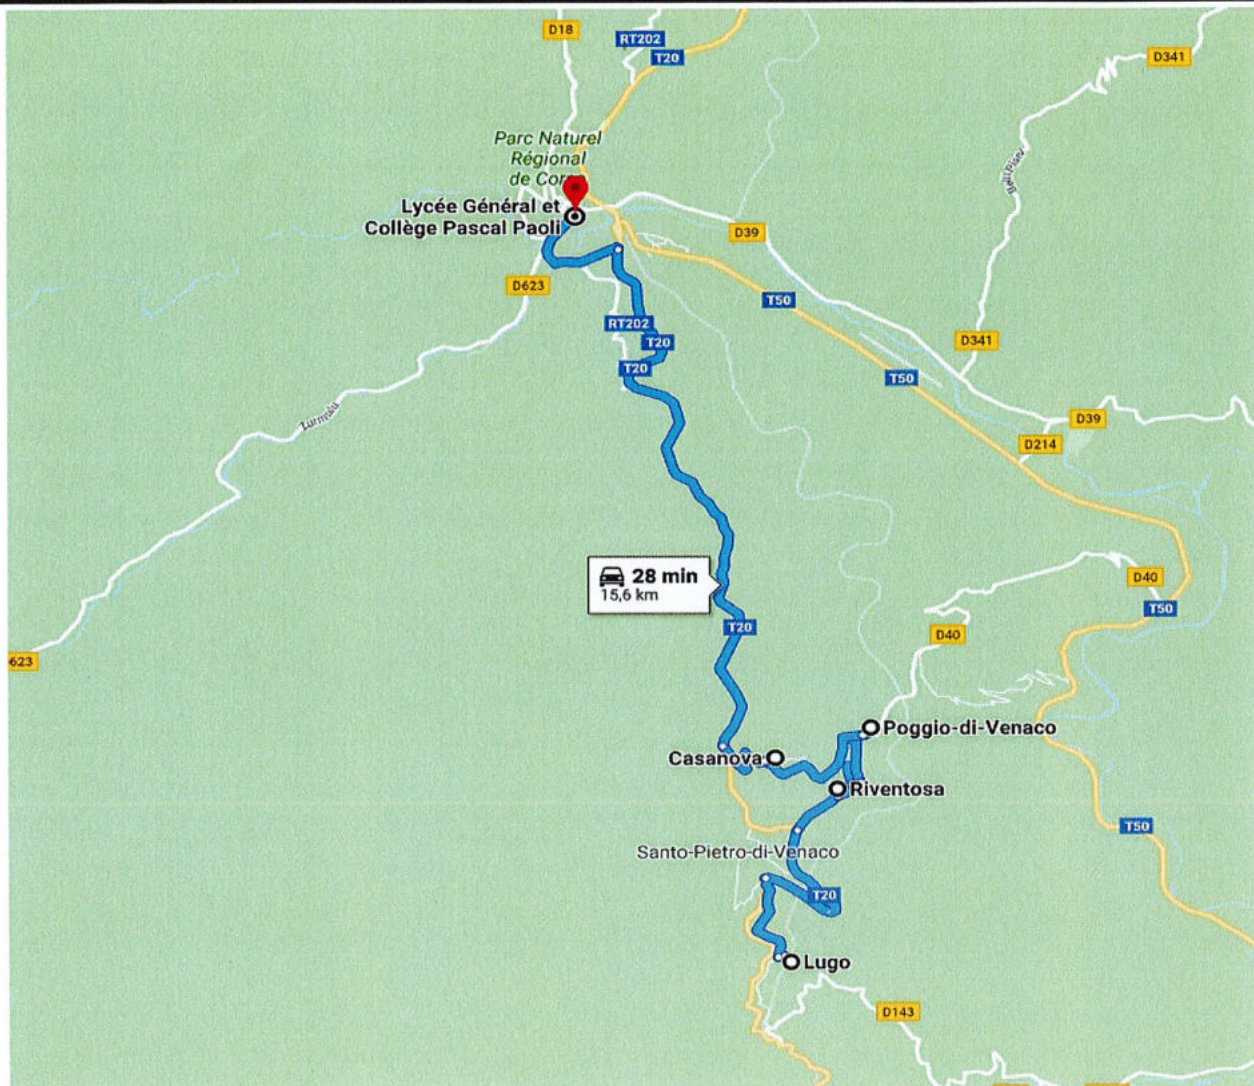 D18
RT202
T20
D341
Parc Naturel
Régional
de Corse
Lycée Général et
Collège Pascal Paoli
D39
D623
T50
RT202
T20
T20
D341
T50
D39
D214
28 min
15,6 km
D40
T50
T20
D40
623
Poggio-di-Venaco
Casanova
Riventosa
T50
Santo-Pietro-di-Venaco
T20
Lugo
D143